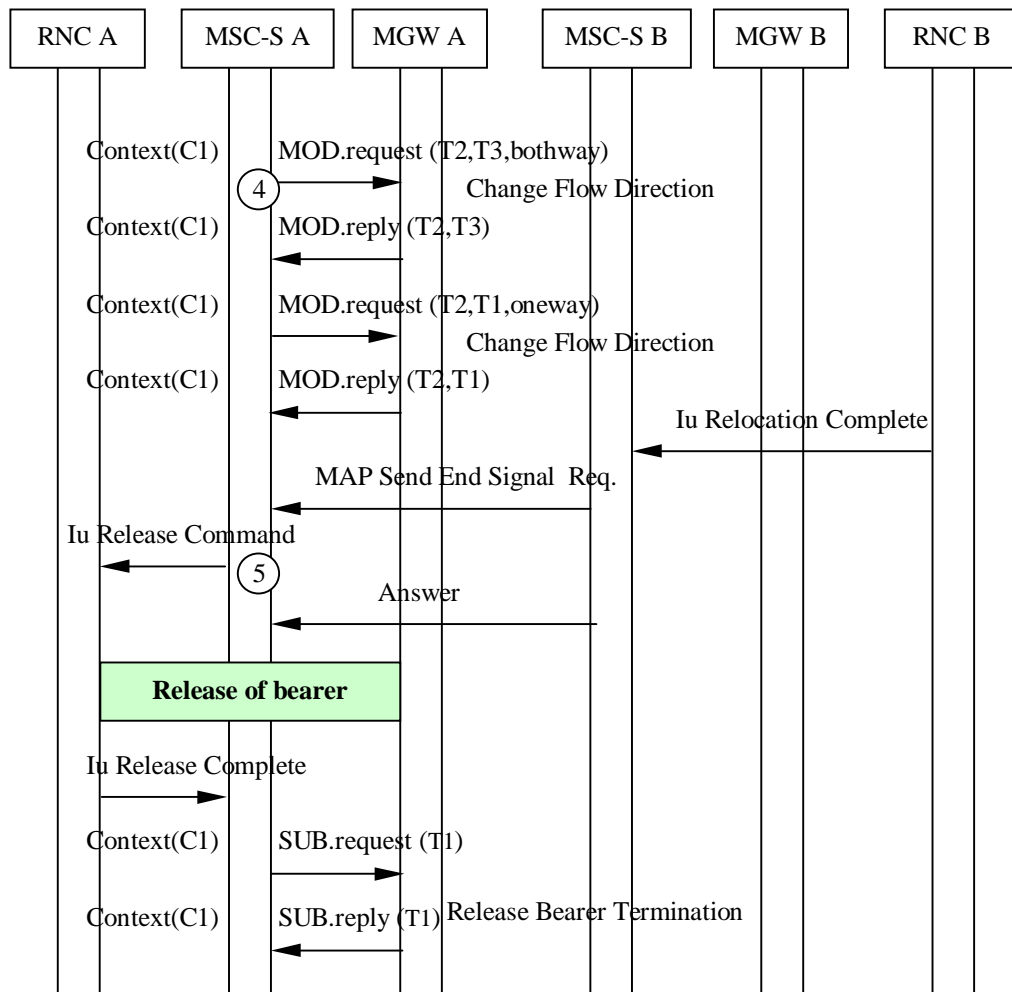 RNC A MSC-S A MGW A MSC-S B MGW B RNC B
Context(C1) MOD.request (T2,T3,bothway)
4 Change Flow Direction
Context(C1) MOD.reply (T2,T3)
Context(C1) MOD.request (T2,T1,oneway)
Change Flow Direction
Context(C1) MOD.reply (T2,T1)
Iu Relocation Complete
MAP Send End Signal Req.
Iu Release Command
5
Answer
Release of bearer
Iu Release Complete
Context(C1) SUB.request (T1)
Context(C1) SUB.reply (T1) Release Bearer Termination